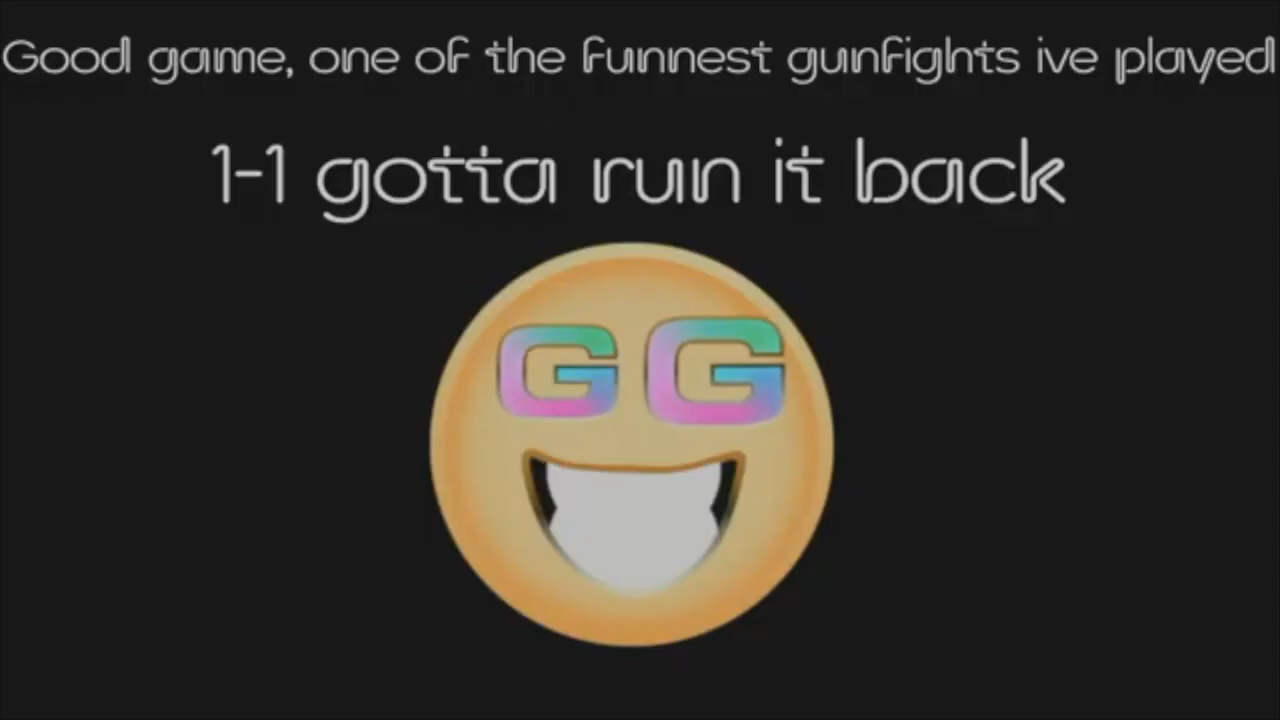 Good game, one of the funnest gunfights ive played
1-1 gotta run it back
GG